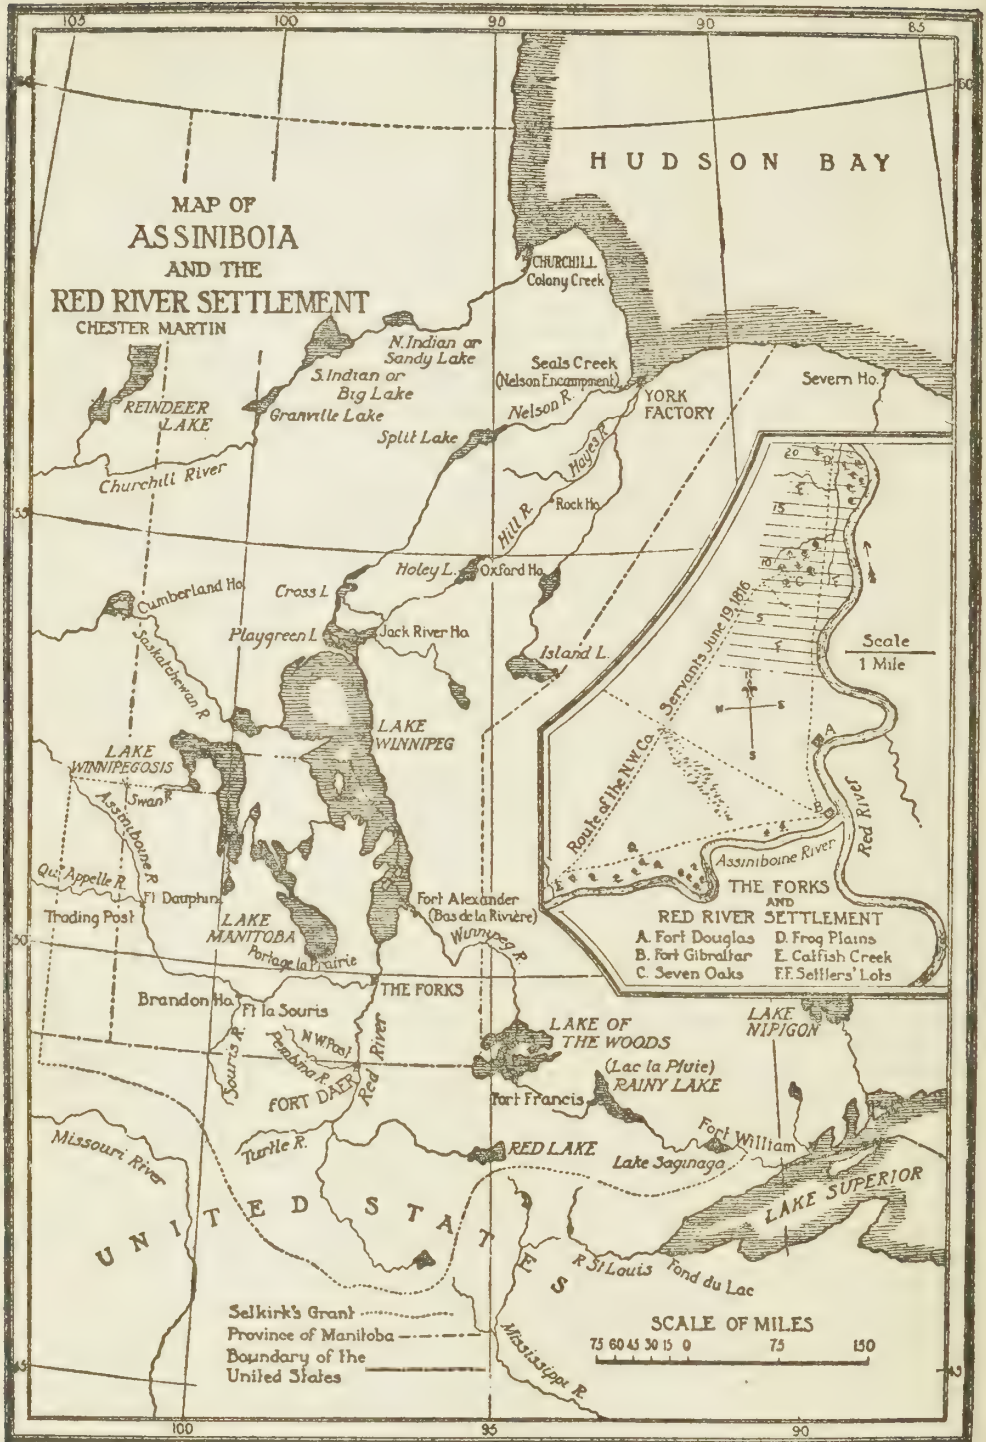 105
100
95
90
85
60
60
HUDSON BAY
MAP OF
ASSINIBOIA
AND THE
RED RIVER SETTLEMENT
CHESTER MARTIN
CHURCHILL
Colony Creek
N. Indian or
Sandy Lake
S. Indian or
Big Lake
Granville Lake
REINDEER
LAKE
Churchill River
Seals Creek
(Nelson Encampment)
Nelson R.
YORK
FACTORY
Severn Ho.
Split Lake
Hayes R.
Rock Ho.
Hill R.
55
Holey L.
Oxford Ho.
Cross L.
Cumberland Ho.
Playgreen L.
Jack River Ho.
Island L.
Saskatchewan R.
LAKE
WINNIPEG
LAKE
WINNIPEGOSIS
Swan R.
Assiniboine R.
Qu'Appelle R.
Ft Dauphin
Trading Post
LAKE
MANITOBA
Portage la Prairie
Fort Alexander
(Bas de la Rivière)
Winnipeg R.
50
THE FORKS
Brandon Ho.
Ft la Souris
Souris R.
N W Post
Pembina R.
FORT DAER
Red River
LAKE OF
THE WOODS
(Lac la Pluie)
RAINY LAKE
Fort Francis
LAKE
NIPIGON
Fort William
Lake Saginaga
LAKE SUPERIOR
Turtle R.
RED LAKE
Missouri River
UNITED STATES
R St Louis
Fond du Lac
Mississippi R.
20
15
10
5
C
F
Route of the N.W. Co. Servants June 19, 1816
Scale
1 Mile
N
W
E
S
A
B
Red River
Assiniboine River
THE FORKS
AND
RED RIVER SETTLEMENT
A. Fort Douglas D. Frog Plains
B. Fort Gibraltar E. Catfish Creek
C. Seven Oaks F.F. Settlers' Lots
Selkirk's Grant
Province of Manitoba
Boundary of the
United States
SCALE OF MILES
75 60 45 30 15 0 75 150
45
45
100
95
90